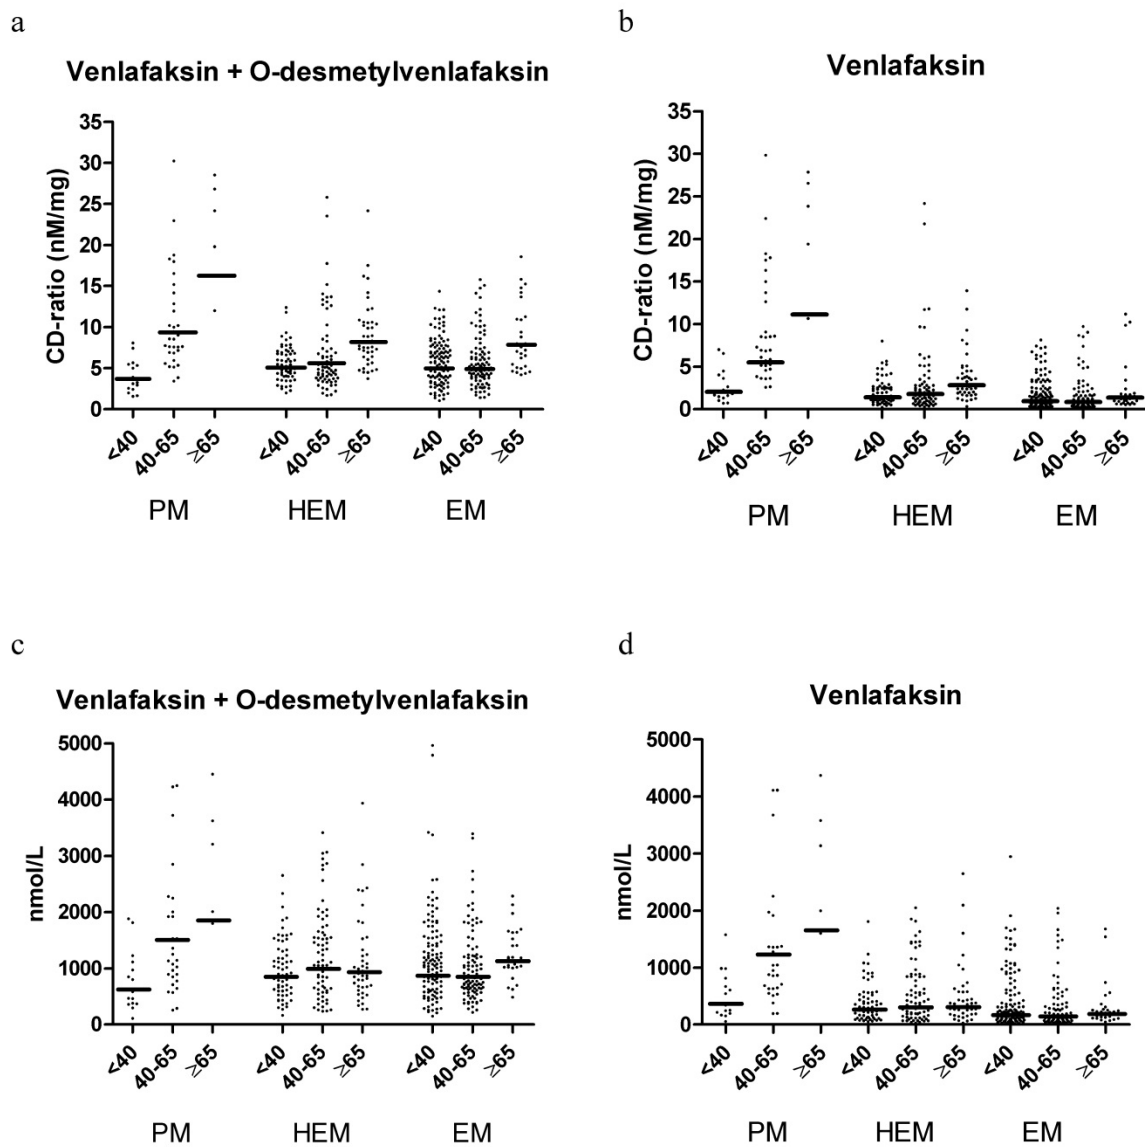 a
Venlafaksin + O-desmetylvenlafaksin
CD-ratio (nM/mg)
35
30
25
20
15
10
5
0
<40 40-65 ≥65 <40 40-65 ≥65 <40 40-65 ≥65
PM HEM EM
b
Venlafaksin
CD-ratio (nM/mg)
35
30
25
20
15
10
5
0
<40 40-65 ≥65 <40 40-65 ≥65 <40 40-65 ≥65
PM HEM EM
c
Venlafaksin + O-desmetylvenlafaksin
nmol/L
5000
4000
3000
2000
1000
0
<40 40-65 ≥65 <40 40-65 ≥65 <40 40-65 ≥65
PM HEM EM
d
Venlafaksin
nmol/L
5000
4000
3000
2000
1000
0
<40 40-65 ≥65 <40 40-65 ≥65 <40 40-65 ≥65
PM HEM EM